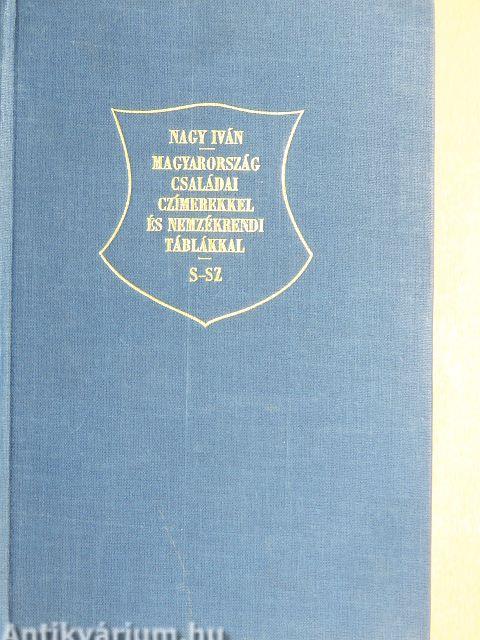 NAGY IVÁN
MAGYARORSZÁG
CSALÁDAI
CZÍMEREKKEL
ÉS NEMZÉKRENDI
TÁBLÁKKAL
S-SZ
Antikvárium.hu